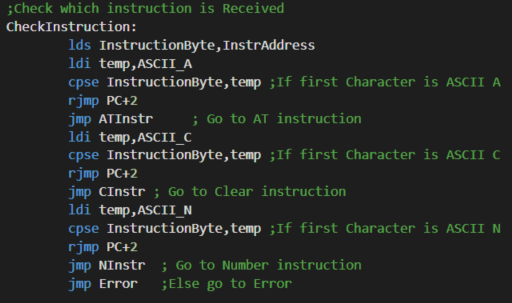 ;Check which instruction is Received
CheckInstruction:
lds InstructionByte,InstrAddress
ldi temp,ASCII_A
cpse InstructionByte,temp ;If first Character is ASCII A
rjmp PC+2
jmp ATInstr ; Go to AT instruction
ldi temp,ASCII_C
cpse InstructionByte,temp ;If first Character is ASCII C
rjmp PC+2
jmp CInstr ; Go to Clear instruction
ldi temp,ASCII_N
cpse InstructionByte,temp ;If first Character is ASCII N
rjmp PC+2
jmp NInstr ; Go to Number instruction
jmp Error ;Else go to Error